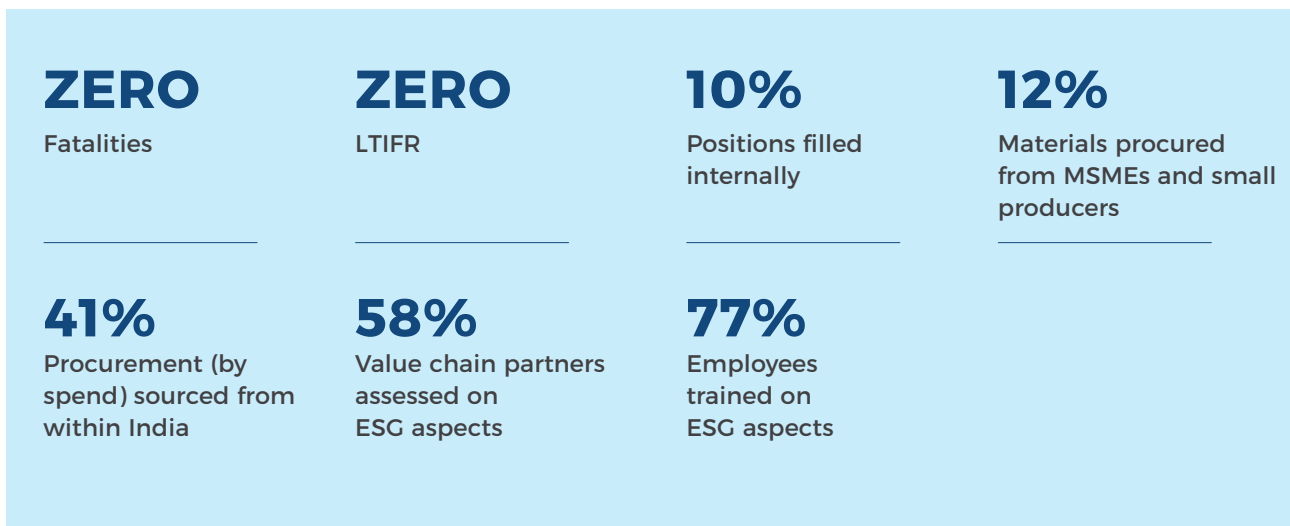 ZERO
Fatalities
ZERO
LTIFR
10%
Positions filled
internally
12%
Materials procured
from MSMEs and small
producers
41%
Procurement (by
spend) sourced from
within India
58%
Value chain partners
assessed on
ESG aspects
77%
Employees
trained on
ESG aspects